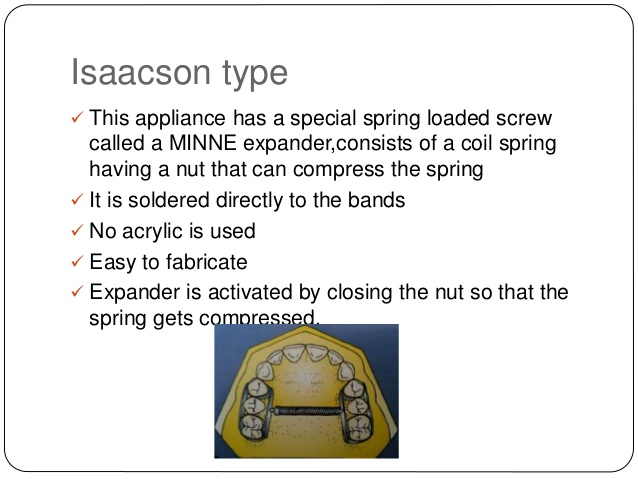 Isaacson type
✓ This appliance has a special spring loaded screw
called a MINNE expander,consists of a coil spring
having a nut that can compress the spring
✓ It is soldered directly to the bands
✓ No acrylic is used
✓ Easy to fabricate
✓ Expander is activated by closing the nut so that the
spring gets compressed.